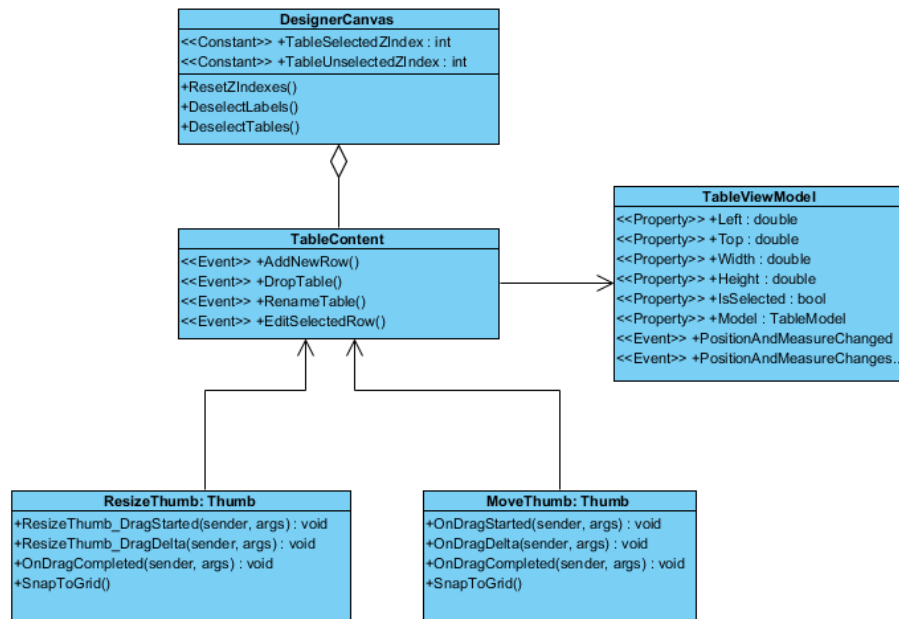 DesignerCanvas
<<Constant>> +TableSelectedZIndex : int
<<Constant>> +TableUnselectedZIndex : int
+ResetZIndexes()
+DeselectLabels()
+DeselectTables()
TableViewModel
<<Property>> +Left : double
<<Property>> +Top : double
<<Property>> +Width : double
<<Property>> +Height : double
<<Property>> +IsSelected : bool
<<Property>> +Model : TableModel
<<Event>> +PositionAndMeasureChanged
<<Event>> +PositionAndMeasureChanges..
TableContent
<<Event>> +AddNewRow()
<<Event>> +DropTable()
<<Event>> +RenameTable()
<<Event>> +EditSelectedRow()
ResizeThumb: Thumb
+ResizeThumb_DragStarted(sender, args) : void
+ResizeThumb_DragDelta(sender, args) : void
+OnDragCompleted(sender, args) : void
+SnapToGrid()
MoveThumb: Thumb
+OnDragStarted(sender, args) : void
+OnDragDelta(sender, args) : void
+OnDragCompleted(sender, args) : void
+SnapToGrid()